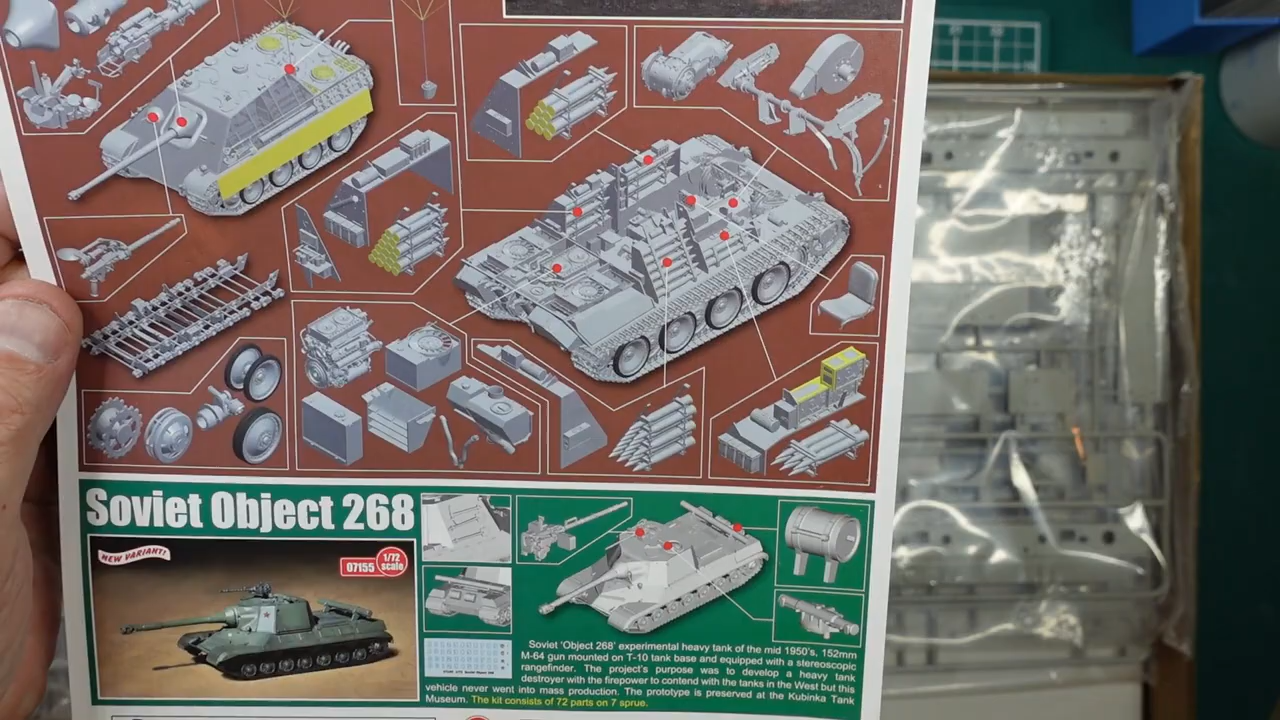 Soviet Object 268
NEW VARIANT!
07155
1/72
scale
Soviet 'Object 268' experimental heavy tank of the mid 1950's, 152mm
M-64 gun mounted on T-10 tank base and equipped with a stereoscopic
rangefinder. The project's purpose was to develop a heavy tank
destroyer with the firepower to contend with the tanks in the West but this
vehicle never went into mass production. The prototype is preserved at the Kubinka Tank
Museum. The kit consists of 72 parts on 7 sprue.